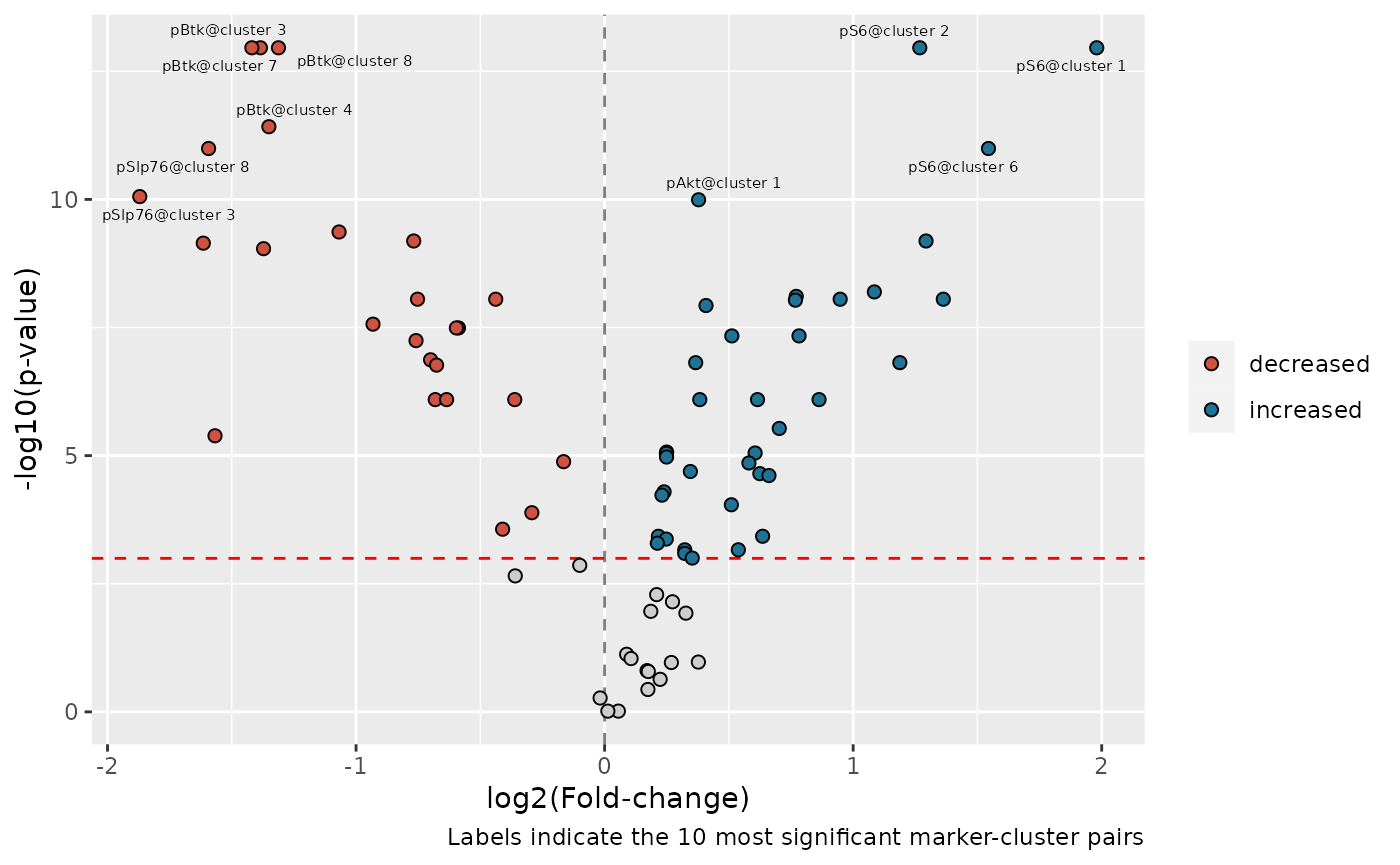 pBtk@cluster 3
pS6@cluster 2
pBtk@cluster 7
pBtk@cluster 8
pS6@cluster 1
pBtk@cluster 4
pSlp76@cluster 8
pS6@cluster 6
pAkt@cluster 1
pSlp76@cluster 3
10
5
0
-log10(p-value)
decreased
increased
-2
-1
0
1
2
log2(Fold-change)
Labels indicate the 10 most significant marker-cluster pairs